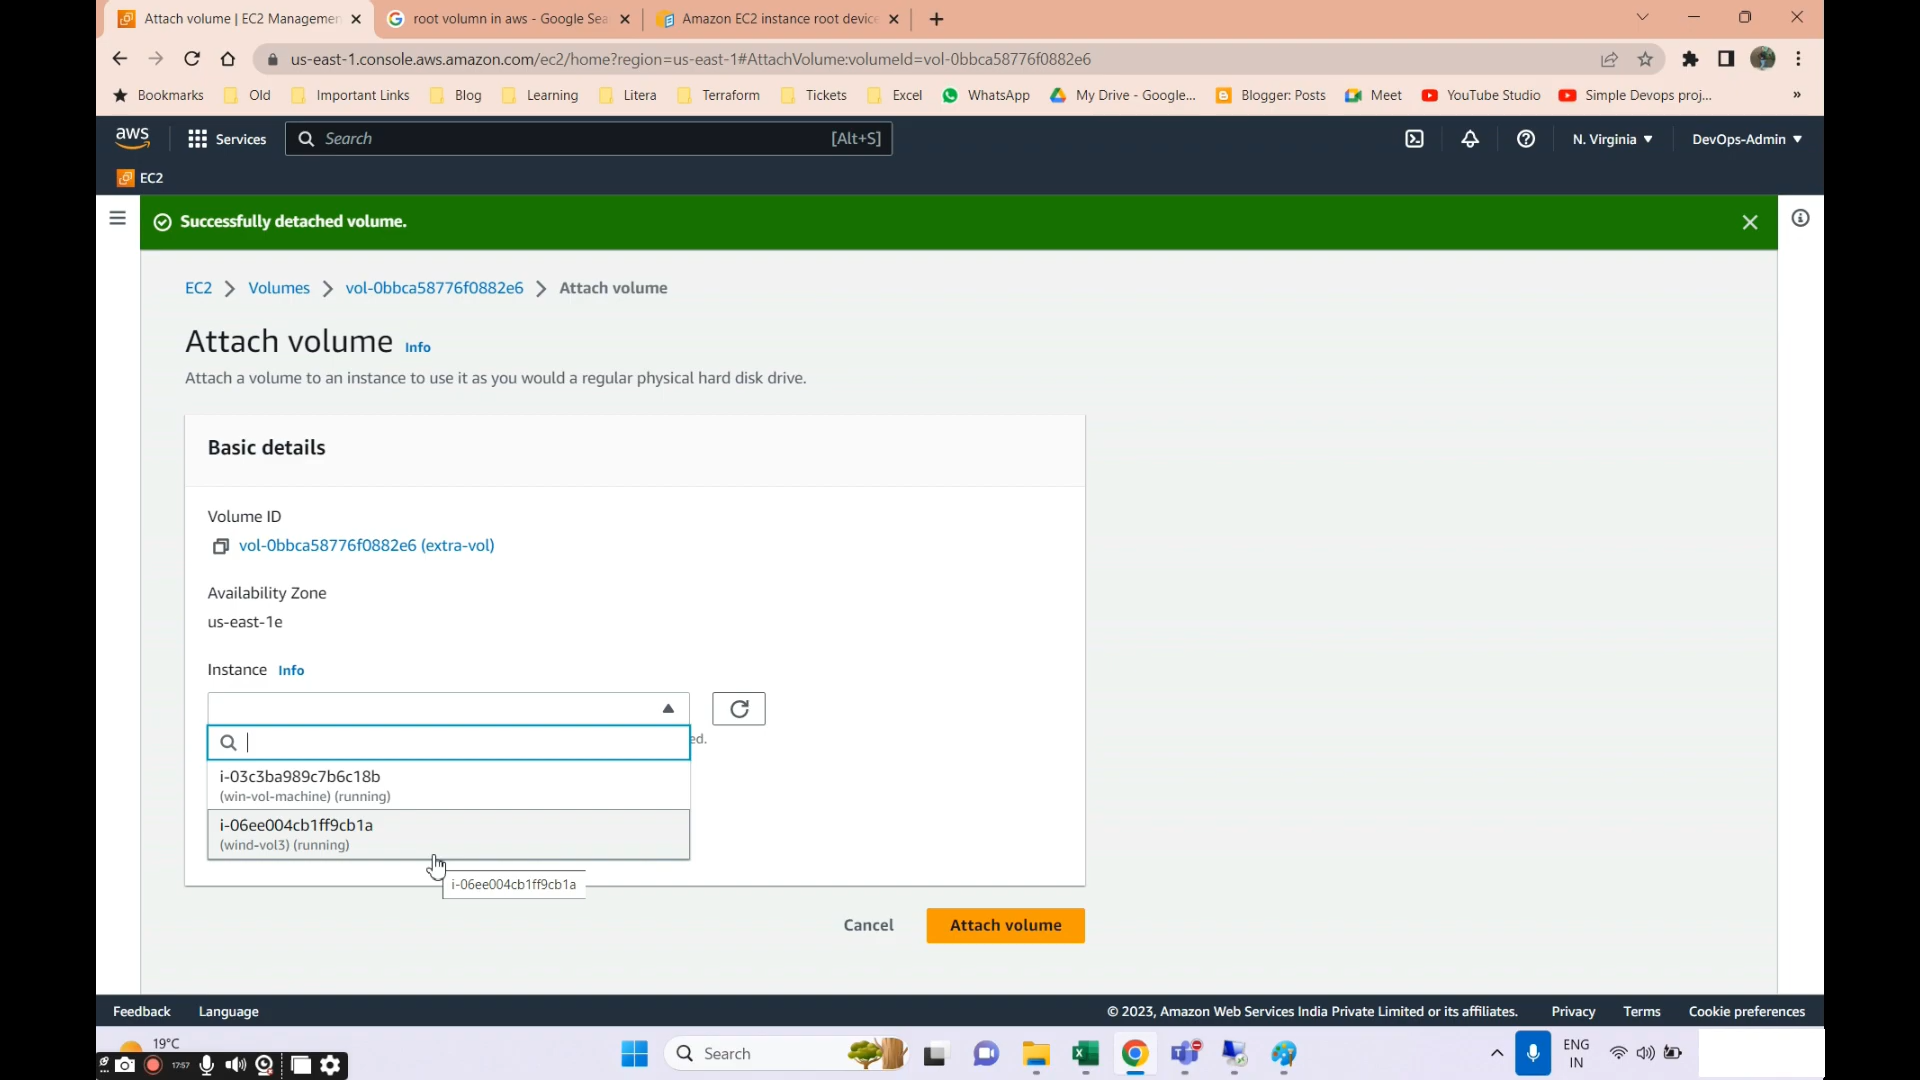 Attach volume | EC2 Managemen
root volumn in aws - Google Sea
Amazon EC2 instance root device
us-east-1.console.aws.amazon.com/ec2/home?region=us-east-1#AttachVolume:volumeId=vol-0bbca58776f0882e6
Bookmarks Old Important Links Blog Learning Litera Terraform Tickets Excel WhatsApp My Drive - Google... Blogger: Posts Meet YouTube Studio Simple Devops proj... »
aws Services Search [Alt+S] N. Virginia DevOps-Admin
EC2
Successfully detached volume.
EC2 > Volumes > vol-0bbca58776f0882e6 > Attach volume
Attach volume Info
Attach a volume to an instance to use it as you would a regular physical hard disk drive.
Basic details
Volume ID
vol-0bbca58776f0882e6 (extra-vol)
Availability Zone
us-east-1e
Instance Info
ed.
i-03c3ba989c7b6c18b
(win-vol-machine) (running)
i-06ee004cb1ff9cb1a
(wind-vol3) (running)
i-06ee004cb1ff9cb1a
Cancel Attach volume
Feedback Language © 2023, Amazon Web Services India Private Limited or its affiliates. Privacy Terms Cookie preferences
19°C
17:57
Search
ENG
IN